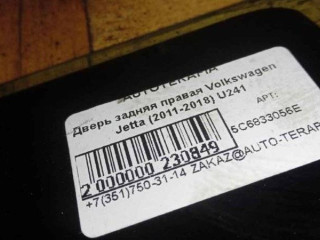 AUTOTERAPIA
Дверь задняя правая Volkswagen
Jetta (2011-2018) U241
АРТ:
5C6833056E
2 000000 230849
+7(351)750-31-14 ZAKAZ@AUTO-TERAP